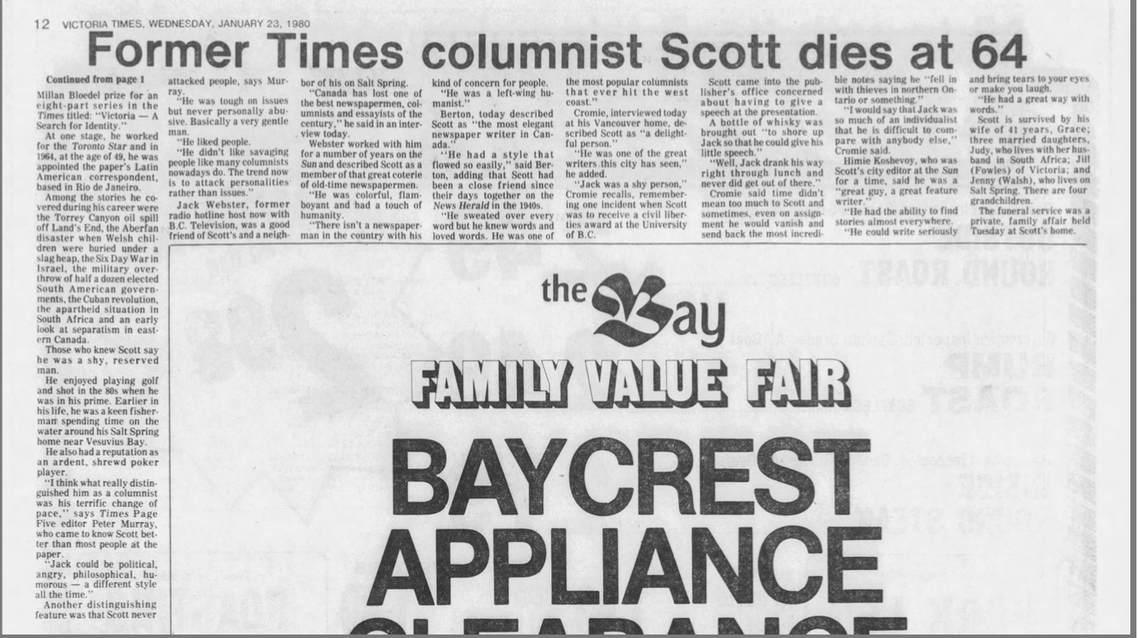 12 VICTORIA TIMES, WEDNESDAY, JANUARY 23, 1980
Former Times columnist Scott dies at 64
Continued from page 1
Millan Bloedel prize for an
eight-part series in the
Times titled: "Victoria — A
Search for Identity."
At one stage, he worked
for the Toronto Star and in
1964, at the age of 49, he was
appointed the paper's Latin
American correspondent,
based in Rio de Janeiro.
Among the stories he co-
vered during his career were
the Torrey Canyon oil spill
off Land's End, the Aberfan
disaster when Welsh chil-
dren were buried under a
slag heap, the Six Day War in
Israel, the military over-
throw of half a dozen elected
South American govern-
ments, the Cuban revolution,
the apartheid situation in
South Africa and an early
look at separatism in east-
ern Canada.
Those who knew Scott say
he was a shy, reserved
man.
He enjoyed playing golf
and shot in the 80s when he
was in his prime. Earlier in
his life, he was a keen fisher-
man spending time on the
water around his Salt Spring
home near Vesuvius Bay.
He also had a reputation as
an ardent, shrewd poker
player.
"I think what really distin-
guished him as a columnist
was his terrific change of
pace," says Times Page
Five editor Peter Murray,
who came to know Scott bet-
ter than most people at the
paper.
"Jack could be political,
angry, philosophical, hu-
morous — a different style
all the time."
Another distinguishing
feature was that Scott never
attacked people, says Mur-
ray.
"He was tough on issues
but never personally abu-
sive. Basically a very gentle
man.
"He liked people.
"He didn't like savaging
people like many columnists
nowadays do. The trend now
is to attack personalities
rather than issues."
Jack Webster, former
radio hotline host now with
B.C. Television, was a good
friend of Scott's and a neigh-
bor of his on Salt Spring.
"Canada has lost one of
the best newspapermen, col-
umnists and essayists of the
century," he said in an inter-
view today.
Webster worked with him
for a number of years on the
Sun and described Scott as a
member of that great coterie
of old-time newspapermen.
"He was colorful, flam-
boyant and had a touch of
humanity.
"There isn't a newspaper-
man in the country with his
kind of concern for people.
"He was a left-wing hu-
manist."
Berton, today described
Scott as "the most elegant
newspaper writer in Can-
ada."
"He had a style that
flowed so easily," said Ber-
ton, adding that Scott had
been a close friend since
their days together on the
News Herald in the 1940s.
"He sweated over every
word but he knew words and
loved words. He was one of
the most popular columnists
that ever hit the west
coast."
Cromie, interviewed today
at his Vancouver home, de-
scribed Scott as "a delight-
ful person."
"He was one of the great
writers this city has seen,"
he added.
"Jack was a shy person,"
Cromie recalls, remember-
ing one incident when Scott
was to receive a civil liber-
ties award at the University
of B.C.
Scott came into the pub-
lisher's office concerned
about having to give a
speech at the presentation.
A bottle of whisky was
brought out "to shore up
Jack so that he could give his
little speech."
"Well, Jack drank his way
right through lunch and
never did get out of there."
Cromie said time didn't
mean too much to Scott and
sometimes, even on assign-
ment he would vanish and
send back the most incredi-
ble notes saying he "fell in
with thieves in northern On-
tario or something."
"I would say that Jack was
so much of an individualist
that he is difficult to com-
pare with anybody else,"
Cromie said.
Himie Koshevoy, who was
Scott's city editor at the Sun
for a time, said he was a
"great guy, a great feature
writer."
"He had the ability to find
stories almost everywhere.
"He could write seriously
and bring tears to your eyes
or make you laugh.
"He had a great way with
words."
Scott is survived by his
wife of 41 years, Grace;
three married daughters,
Judy, who lives with her hus-
band in South Africa; Jill
(Fowles) of Victoria; and
Jenny (Walsh), who lives on
Salt Spring. There are four
grandchildren.
The funeral service was a
private, family affair held
Tuesday at Scott's home.
the Bay
FAMILY VALUE FAIR
BAYCREST
APPLIANCE
CLEARANCE